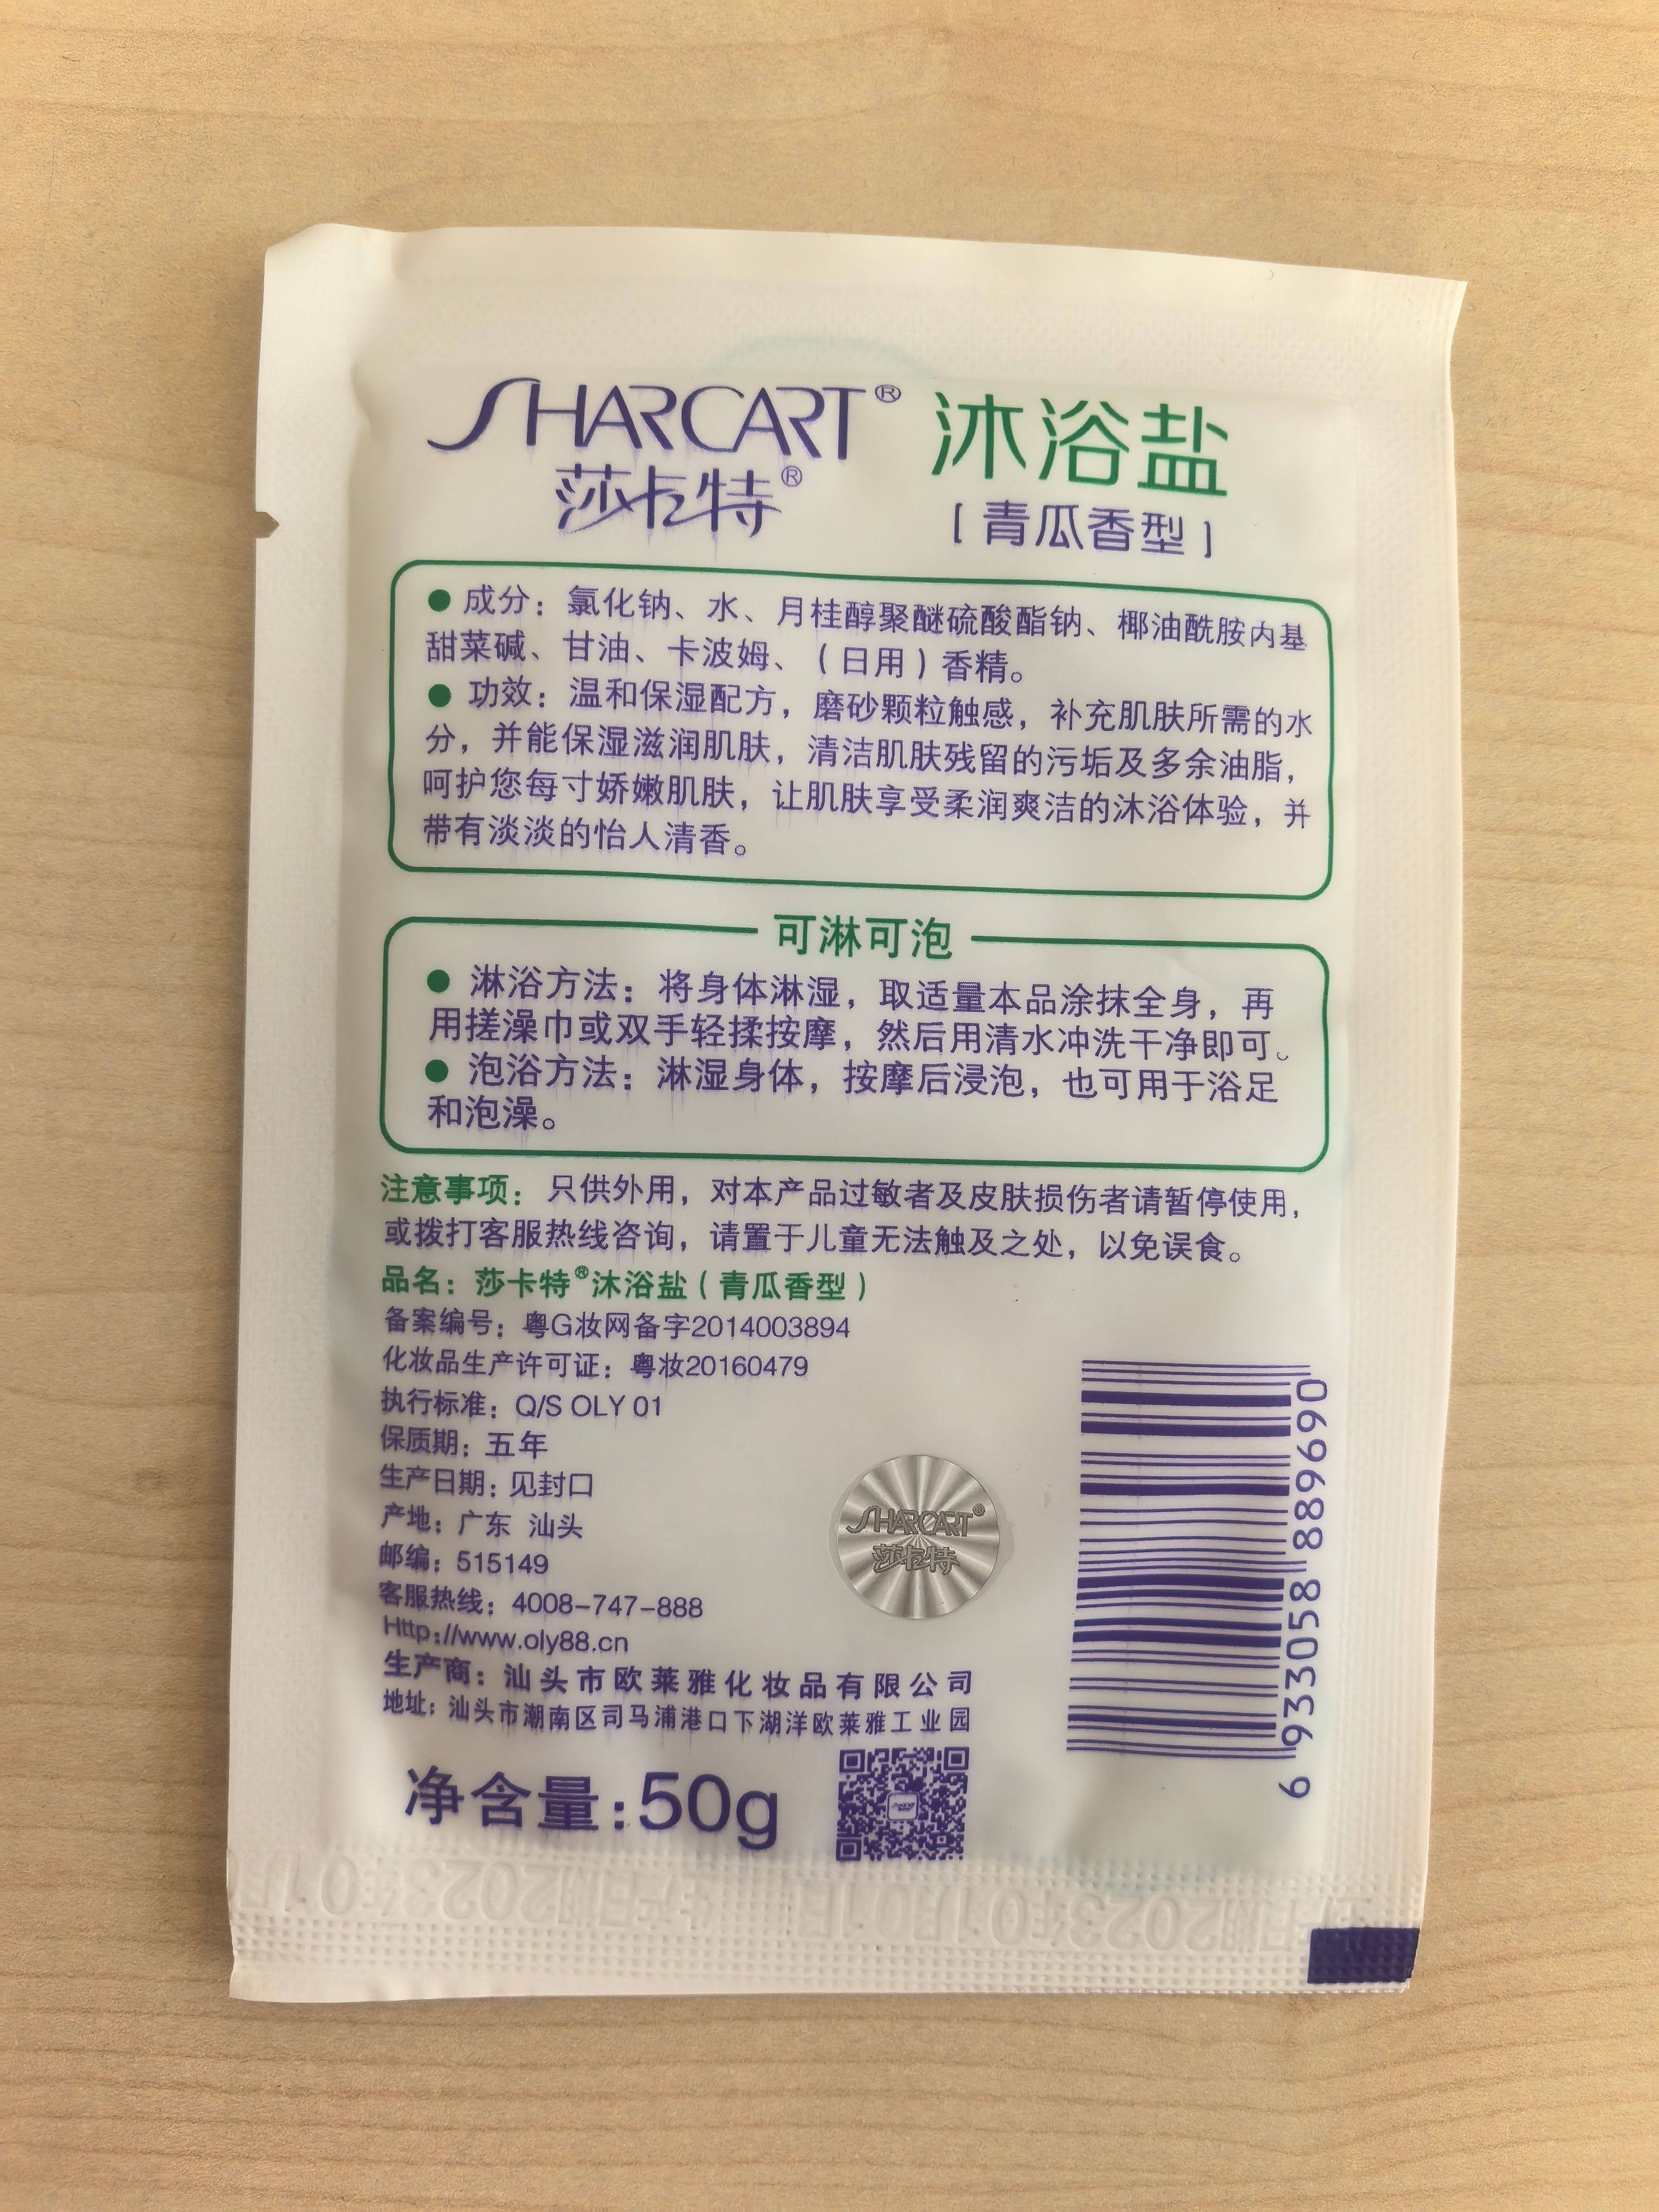 SHARCART® 沐浴盐
莎卡特® [青瓜香型]
● 成分：氯化钠、水、月桂醇聚醚硫酸酯钠、椰油酰胺内基
甜菜碱、甘油、卡波姆、（日用）香精。
● 功效：温和保湿配方，磨砂颗粒触感，补充肌肤所需的水
分，并能保湿滋润肌肤，清洁肌肤残留的污垢及多余油脂，
呵护您每寸娇嫩肌肤，让肌肤享受柔润爽洁的沐浴体验，并
带有淡淡的怡人清香。
可淋可泡
● 淋浴方法：将身体淋湿，取适量本品涂抹全身，再
用搓澡巾或双手轻揉按摩，然后用清水冲洗干净即可。
● 泡浴方法：淋湿身体，按摩后浸泡，也可用于浴足
和泡澡。
注意事项：只供外用，对本产品过敏者及皮肤损伤者请暂停使用，
或拨打客服热线咨询，请置于儿童无法触及之处，以免误食。
品名：莎卡特®沐浴盐（青瓜香型）
备案编号：粤G妆网备字2014003894
化妆品生产许可证：粤妆20160479
执行标准：Q/S OLY 01
保质期：五年
生产日期：见封口
产地：广东 汕头
邮编：515149
客服热线：4008-747-888
Http://www.oly88.cn
生产商：汕头市欧莱雅化妆品有限公司
地址：汕头市潮南区司马浦港口下湖洋欧莱雅工业园
净含量:50g
SHARCART®
莎卡特
6 933058 889690
生产日期2023年01月01日